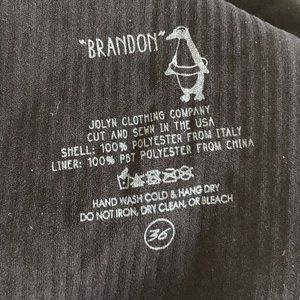 "BRANDON"
JOLYN CLOTHING COMPANY
CUT AND SEWN IN THE USA
SHELL: 100% POLYESTER FROM ITALY
LINER: 100% PBT POLYESTER FROM CHINA
HAND WASH COLD & HANG DRY
DO NOT IRON, DRY CLEAN, OR BLEACH
36